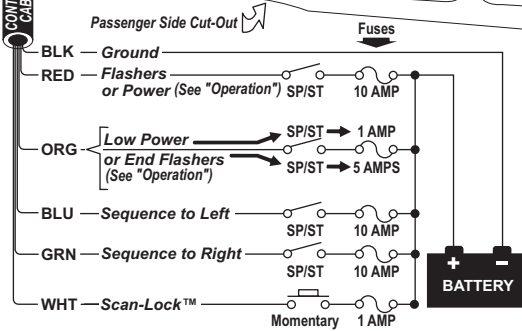 CONT
CAB
Passenger Side Cut-Out
Fuses
BLK Ground
RED Flashers
or Power (See "Operation") SP/ST 10 AMP
ORG Low Power SP/ST 1 AMP
or End Flashers SP/ST 5 AMPS
(See "Operation")
BLU Sequence to Left SP/ST 10 AMP
GRN Sequence to Right SP/ST 10 AMP
WHT Scan-Lock™ Momentary 1 AMP
+ −
BATTERY